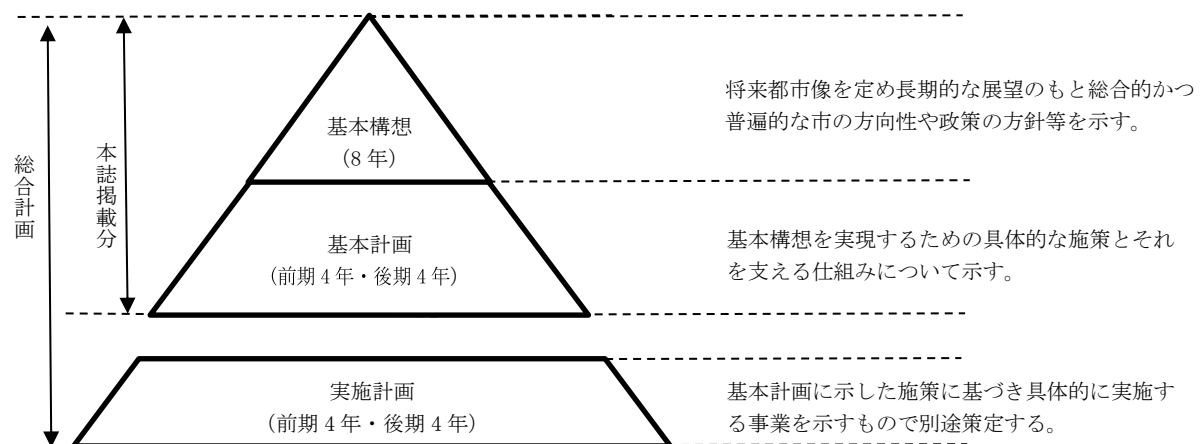 総合計画
本誌掲載分
基本構想
(8 年)
将来都市像を定め長期的な展望のもと総合的かつ
普遍的な市の方向性や政策の方針等を示す。
基本計画
(前期 4 年・後期 4 年)
基本構想を実現するための具体的な施策とそれ
を支える仕組みについて示す。
実施計画
(前期 4 年・後期 4 年)
基本計画に示した施策に基づき具体的に実施す
る事業を示すもので別途策定する。